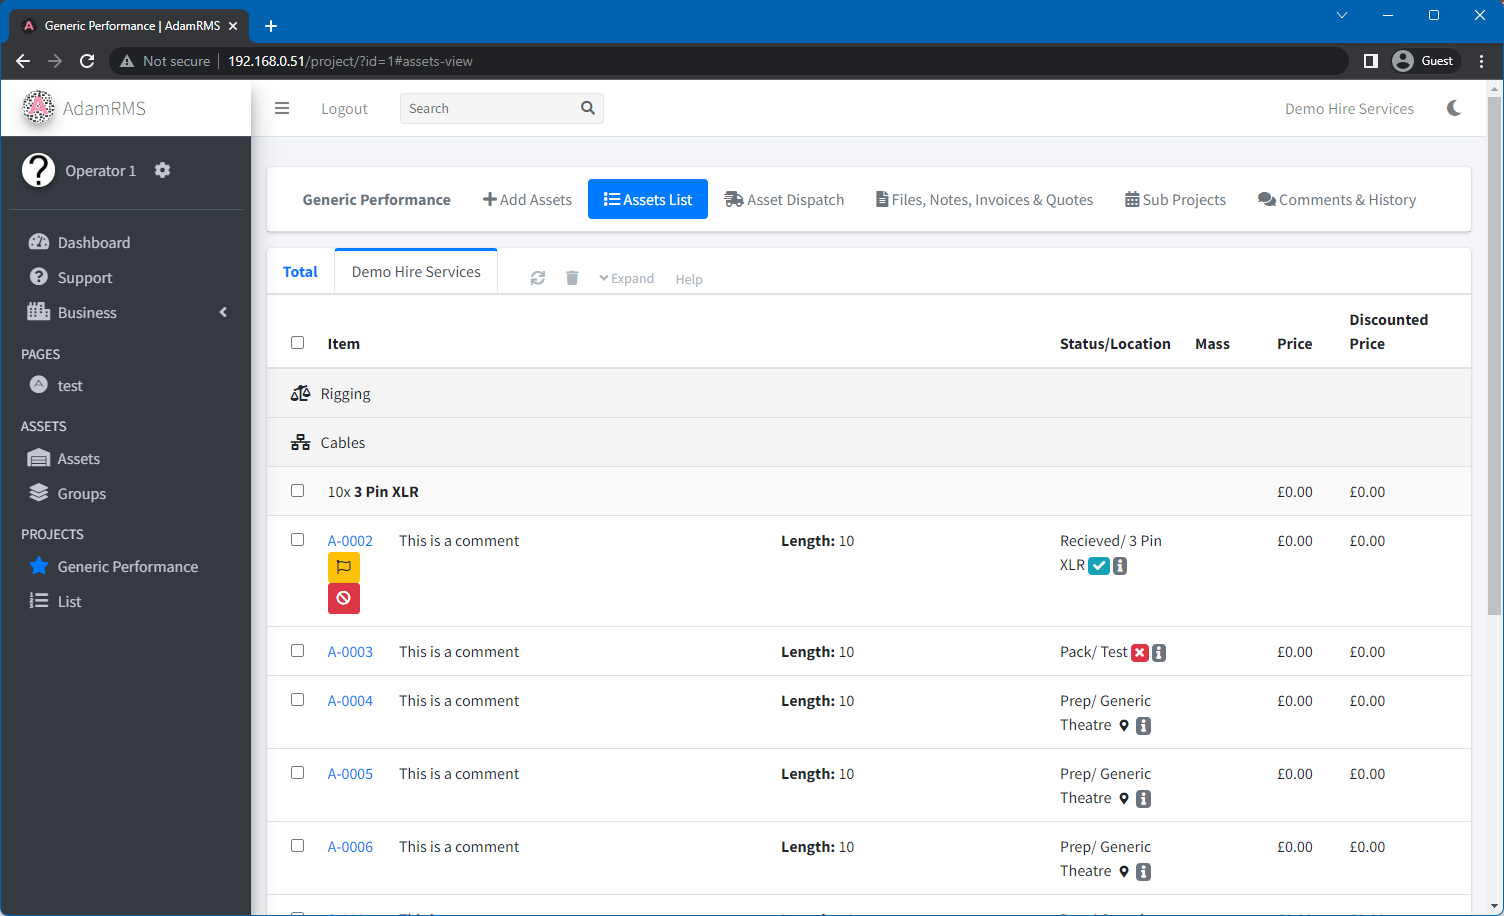 Generic Performance | AdamRMS
Not secure
192.168.0.51/project/?id=1#assets-view
Guest
AdamRMS
Logout
Search
Demo Hire Services
Operator 1
Dashboard
Support
Business
PAGES
test
ASSETS
Assets
Groups
PROJECTS
Generic Performance
List
Generic Performance
Add Assets
Assets List
Asset Dispatch
Files, Notes, Invoices & Quotes
Sub Projects
Comments & History
Total
Demo Hire Services
Expand
Help
Item
Status/Location
Mass
Price
Discounted
Price
Rigging
Cables
10x 3 Pin XLR £0.00 £0.00
A-0002 This is a comment Length: 10 Recieved/ 3 Pin £0.00 £0.00
XLR
A-0003 This is a comment Length: 10 Pack/ Test £0.00 £0.00
A-0004 This is a comment Length: 10 Prep/ Generic £0.00 £0.00
Theatre
A-0005 This is a comment Length: 10 Prep/ Generic £0.00 £0.00
Theatre
A-0006 This is a comment Length: 10 Prep/ Generic £0.00 £0.00
Theatre